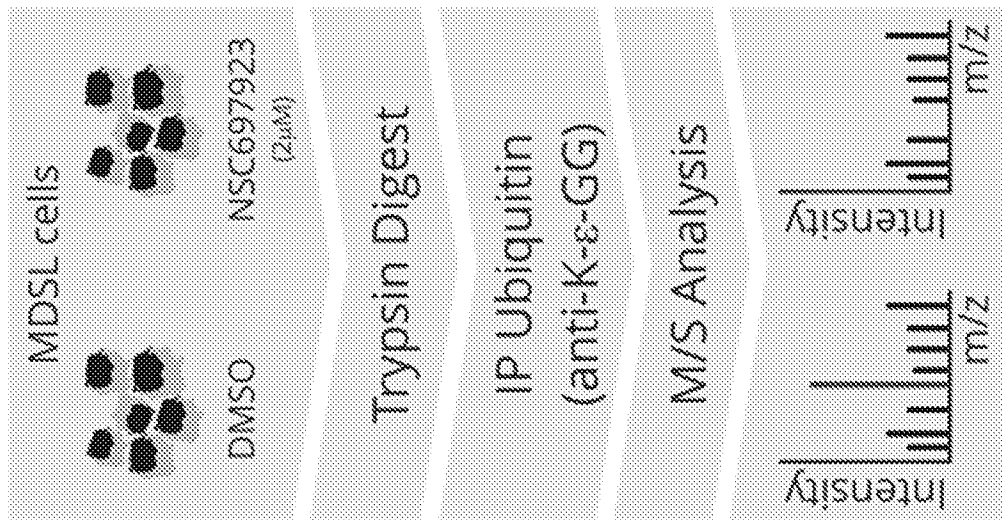 MDSL cells
DMSO
NSC697923
(2μM)
Trypsin Digest
IP Ubiquitin
(anti-K-ε-GG)
M/S Analysis
Intensity
m/z
Intensity
m/z